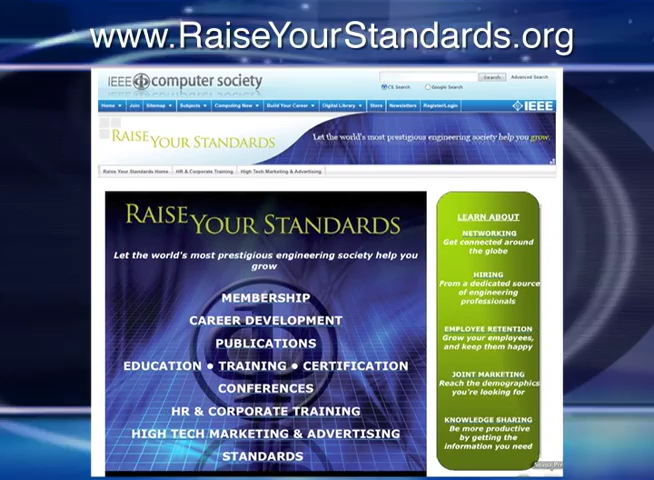 www.RaiseYourStandards.org
IEEE computer society
Search Advanced Search
CS Search Google Search
Home Join Sitemap Subjects Computing Now Build Your Career Digital Library Store Newsletters Register/Login IEEE
RAISE YOUR STANDARDS Let the world's most prestigious engineering society help you grow.
Raise Your Standards Home HR & Corporate Training High Tech Marketing & Advertising
RAISE YOUR STANDARDS
Let the world's most prestigious engineering society help you
grow
MEMBERSHIP
CAREER DEVELOPMENT
PUBLICATIONS
EDUCATION • TRAINING • CERTIFICATION
CONFERENCES
HR & CORPORATE TRAINING
HIGH TECH MARKETING & ADVERTISING
STANDARDS
LEARN ABOUT
NETWORKING
Get connected around
the globe
HIRING
From a dedicated source
of engineering
professionals
EMPLOYEE RETENTION
Grow your employees,
and keep them happy
JOINT MARKETING
Reach the demographics
you're looking for
KNOWLEDGE SHARING
Be more productive
by getting the
information you need